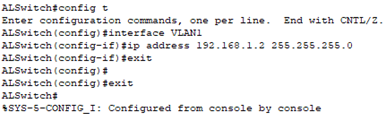 ALSwitch#config t
Enter configuration commands, one per line.  End with CNTL/Z.
ALSwitch(config)#interface VLAN1
ALSwitch(config-if)#ip address 192.168.1.2 255.255.255.0
ALSwitch(config-if)#exit
ALSwitch(config)#
ALSwitch(config)#exit
ALSwitch#
%SYS-5-CONFIG_I: Configured from console by console